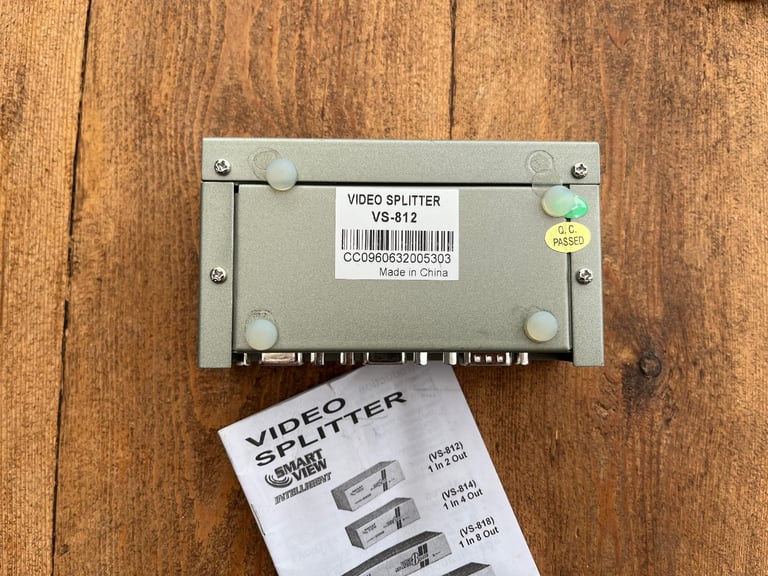 VIDEO SPLITTER
VS-812
CC0960632005303
Made in China
Q.C.
PASSED
VIDEO
SPLITTER
SMART
VIEW
INTELLIGENT
(VS-812)
1 In 2 Out
(VS-814)
1 In 4 Out
(VS-818)
1 In 8 Out